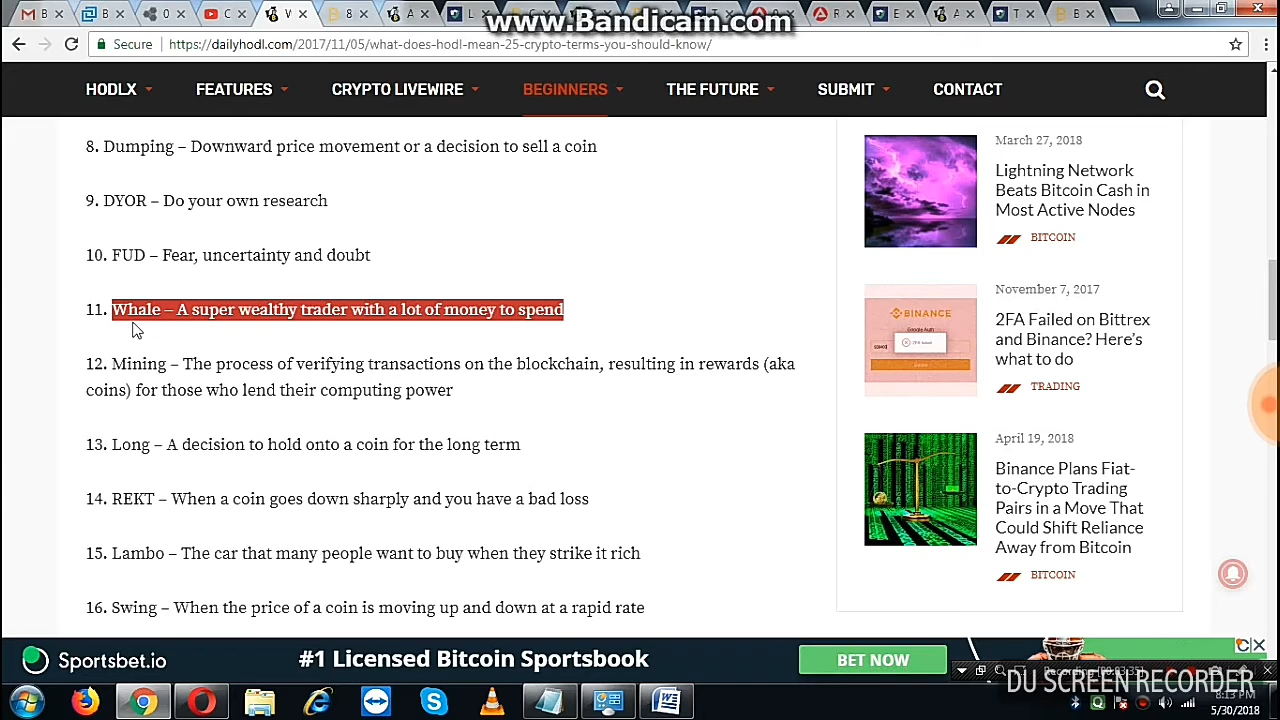 www.Bandicam.com
Secure https://dailyhodl.com/2017/11/05/what-does-hodl-mean-25-crypto-terms-you-should-know/
HODLX FEATURES CRYPTO LIVEWIRE BEGINNERS THE FUTURE SUBMIT CONTACT
8. Dumping – Downward price movement or a decision to sell a coin
9. DYOR – Do your own research
10. FUD – Fear, uncertainty and doubt
11. Whale – A super wealthy trader with a lot of money to spend
12. Mining – The process of verifying transactions on the blockchain, resulting in rewards (aka
coins) for those who lend their computing power
13. Long – A decision to hold onto a coin for the long term
14. REKT – When a coin goes down sharply and you have a bad loss
15. Lambo – The car that many people want to buy when they strike it rich
16. Swing – When the price of a coin is moving up and down at a rapid rate
March 27, 2018
Lightning Network
Beats Bitcoin Cash in
Most Active Nodes
BITCOIN
November 7, 2017
2FA Failed on Bittrex
and Binance? Here's
what to do
TRADING
BINANCE
Google Auth
April 19, 2018
Binance Plans Fiat-
to-Crypto Trading
Pairs in a Move That
Could Shift Reliance
Away from Bitcoin
BITCOIN
Sportsbet.io
#1 Licensed Bitcoin Sportsbook
BET NOW
DU SCREEN RECORDER
8:13 PM
5/30/2018